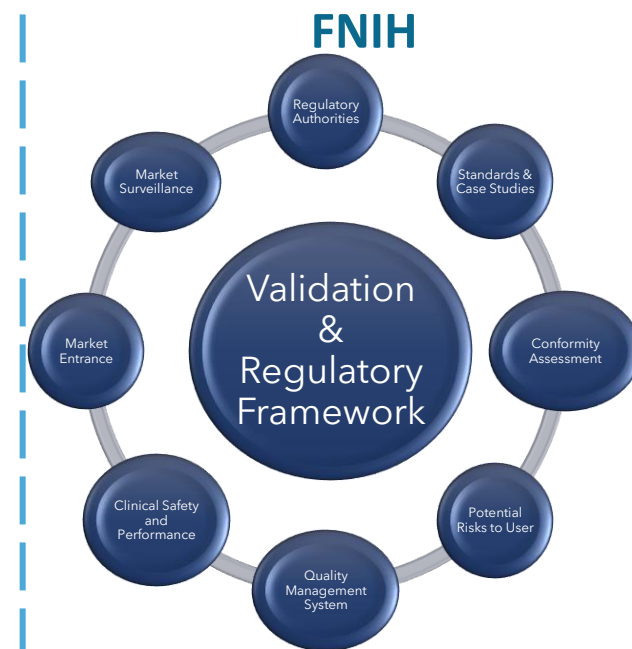 FNIH
Regulatory
Authorities
Standards &
Case Studies
Conformity
Assessment
Potential
Risks to User
Quality
Management
System
Clinical Safety
and
Performance
Market
Entrance
Market
Surveillance
Validation
&
Regulatory
Framework